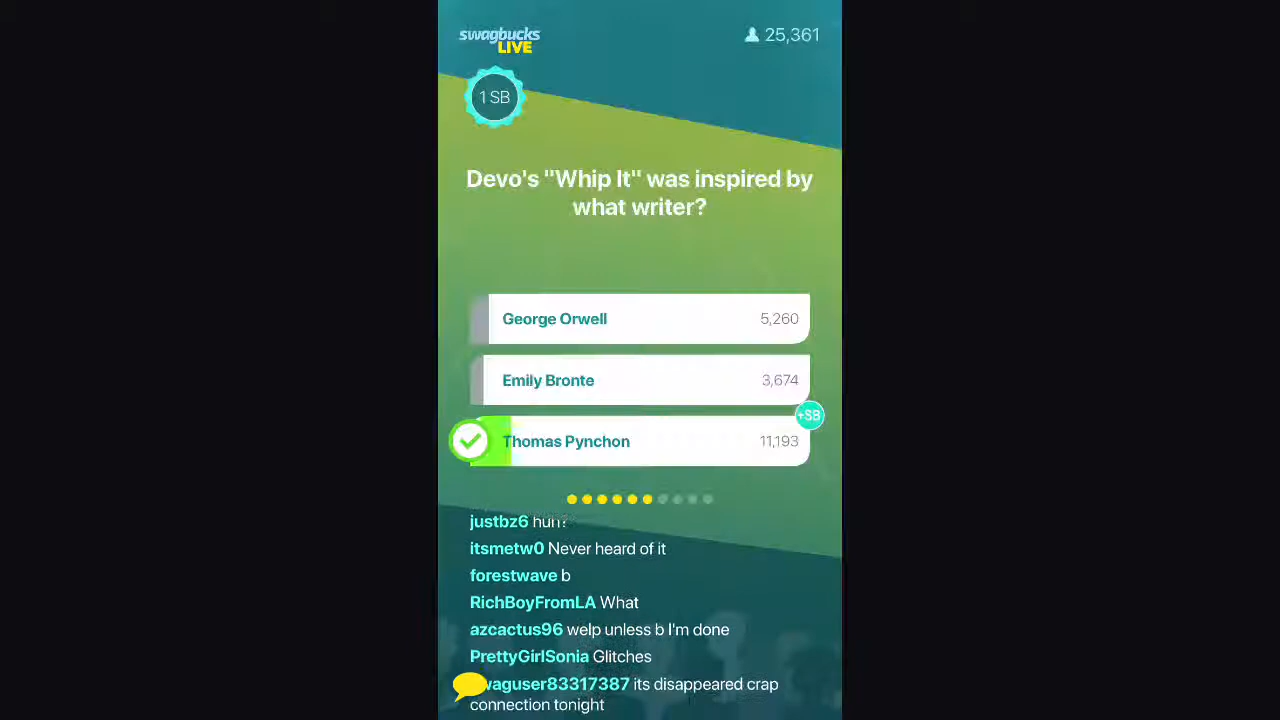 swagbucks
LIVE
25,361
1 SB
Devo's "Whip It" was inspired by
what writer?
George Orwell 5,260
Emily Bronte 3,674
+SB
Thomas Pynchon 11,193
justbz6 huh?
itsmetw0 Never heard of it
forestwave b
RichBoyFromLA What
azcactus96 welp unless b I'm done
PrettyGirlSonia Glitches
waguser83317387 its disappeared crap
connection tonight